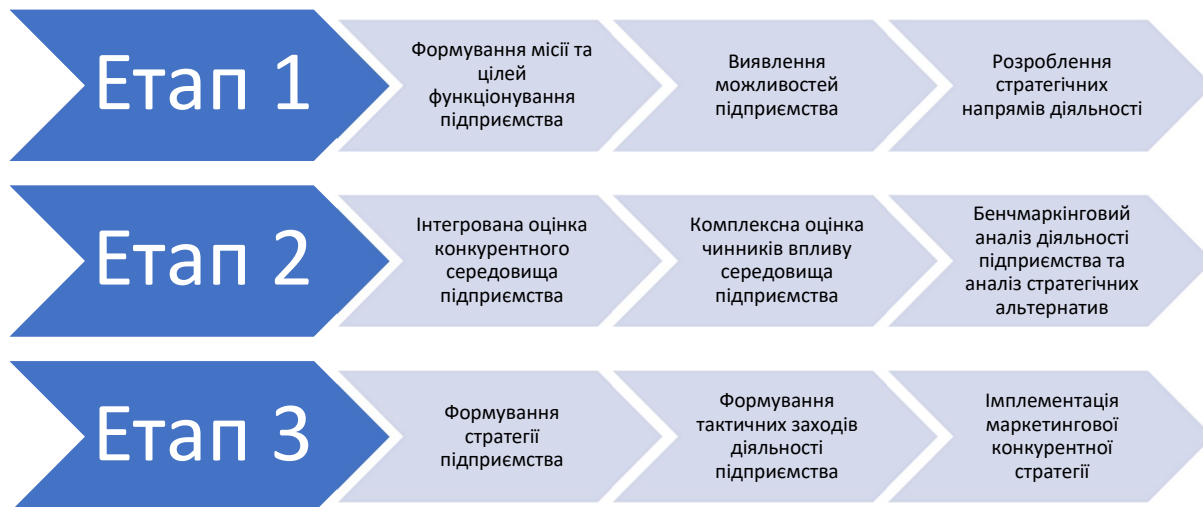 Етап 1
Формування місії та
цілей
функціонування
підприємства
Виявлення
можливостей
підприємства
Розроблення
стратегічних
напрямів діяльності
Етап 2
Інтегрована оцінка
конкурентного
середовища
підприємства
Комплексна оцінка
чинників впливу
середовища
підприємства
Бенчмаркінговий
аналіз діяльності
підприємства та
аналіз стратегічних
альтернатив
Етап 3
Формування
стратегії
підприємства
Формування
тактичних заходів
діяльності
підприємства
Імплементація
маркетингової
конкурентної
стратегії